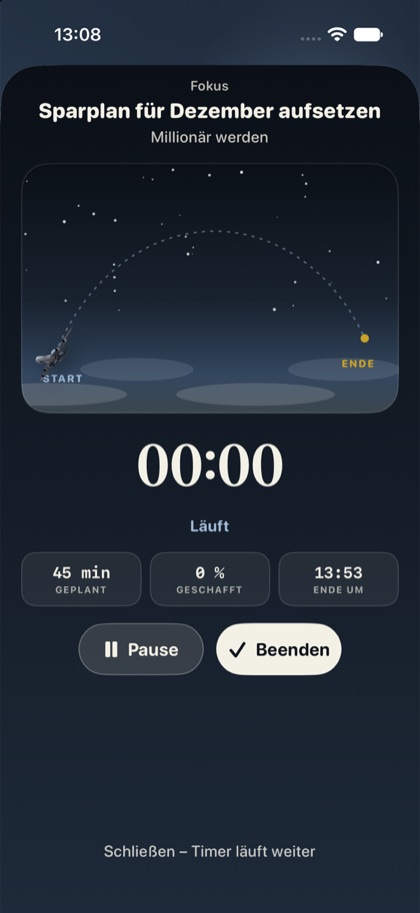 13:08
Fokus
Sparplan für Dezember aufsetzen
Millionär werden
START
ENDE
00:00
Läuft
45 min
GEPLANT
0 %
GESCHAFFT
13:53
ENDE UM
Pause
Beenden
Schließen – Timer läuft weiter